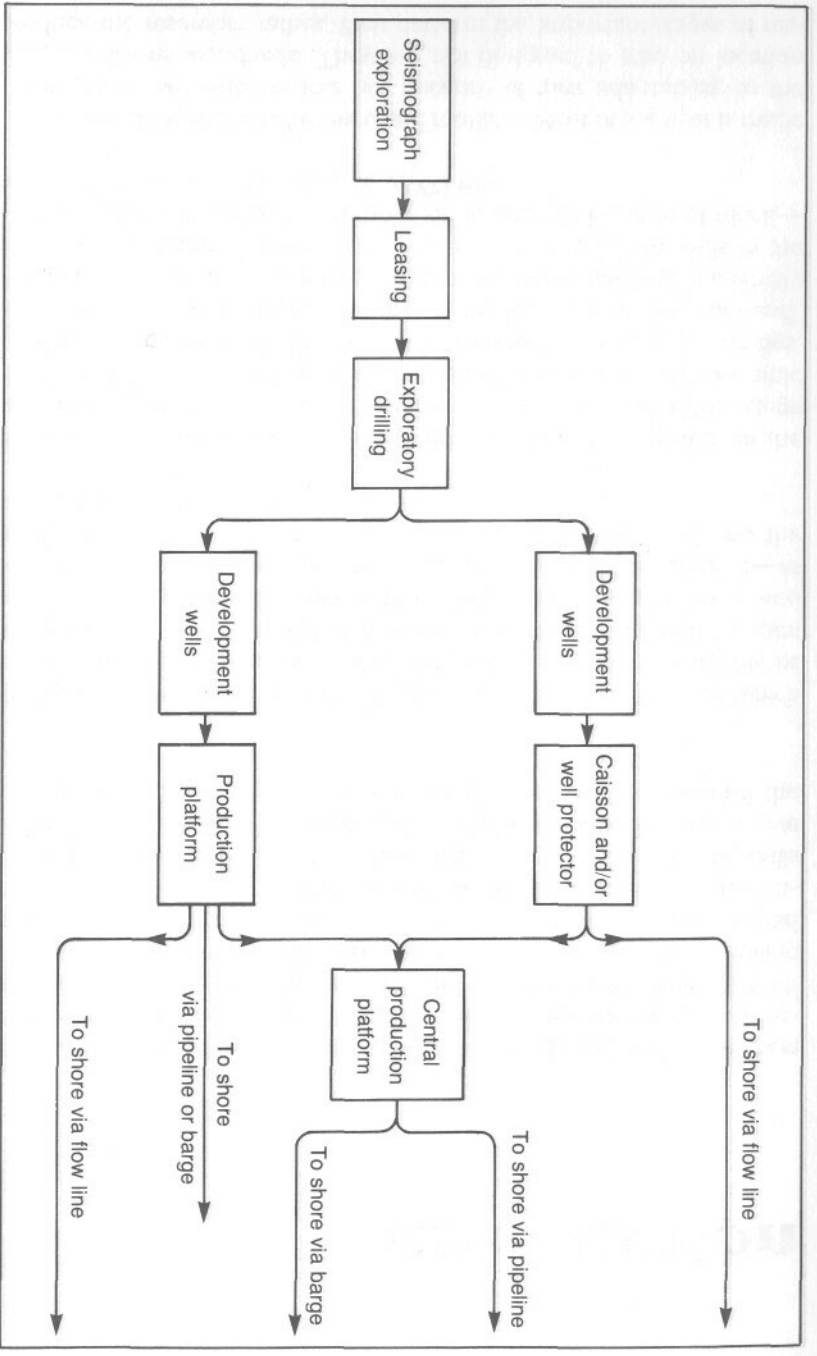 Seismograph
exploration
Leasing
Exploratory
drilling
Development
wells
Caisson and/or
well protector
To shore via flow line
Development
wells
Production
platform
Central
production
platform
To shore via pipeline
To shore via barge
To shore
via pipeline or barge
To shore via flow line